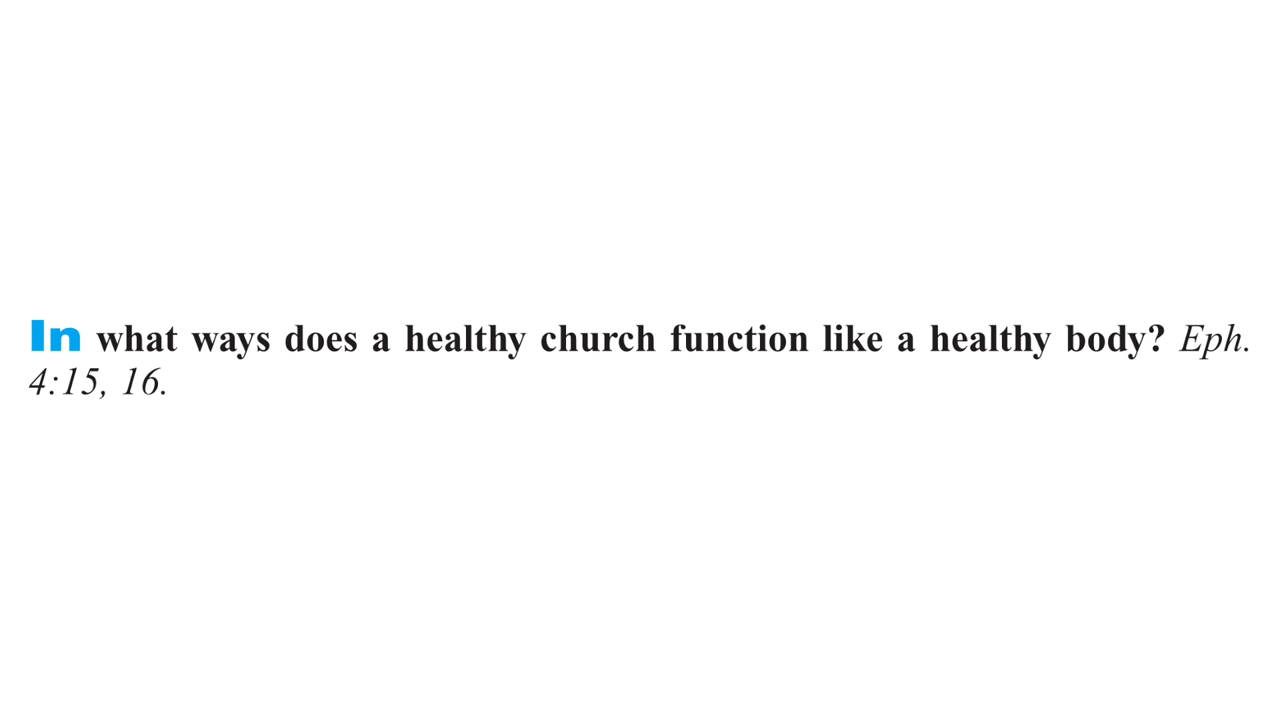 In what ways does a healthy church function like a healthy body? Eph.
4:15, 16.